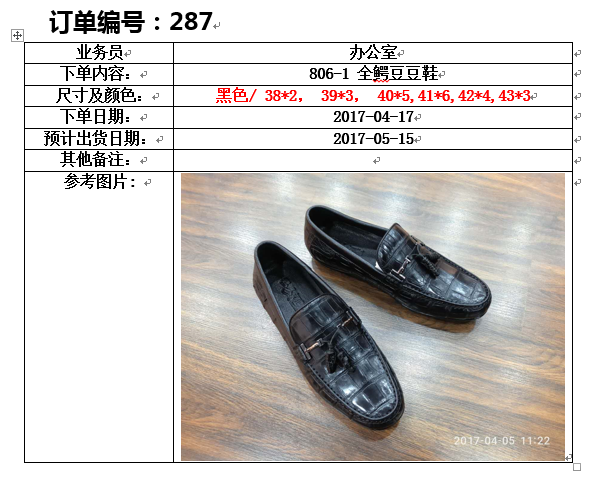 订单编号：287
业务员 办公室
下单内容： 806-1 全鳄豆豆鞋
尺寸及颜色： 黑色/ 38*2， 39*3， 40*5,41*6,42*4,43*3
下单日期： 2017-04-17
预计出货日期： 2017-05-15
其他备注：
参考图片：
2017-04-05 11:22